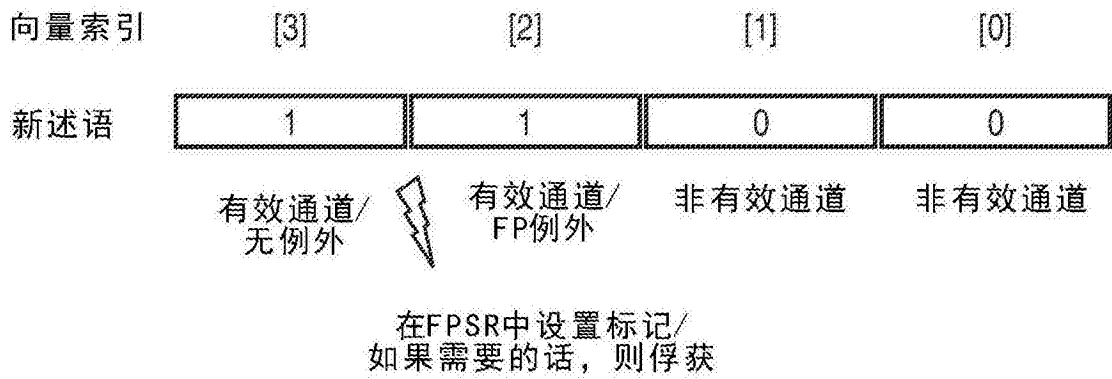 向量索引 [3] [2] [1] [0]
新述语 1 1 0 0
有效通道/ 有效通道/ 非有效通道 非有效通道
无例外 FP例外
在FPSR中设置标记/
如果需要的话，则俘获